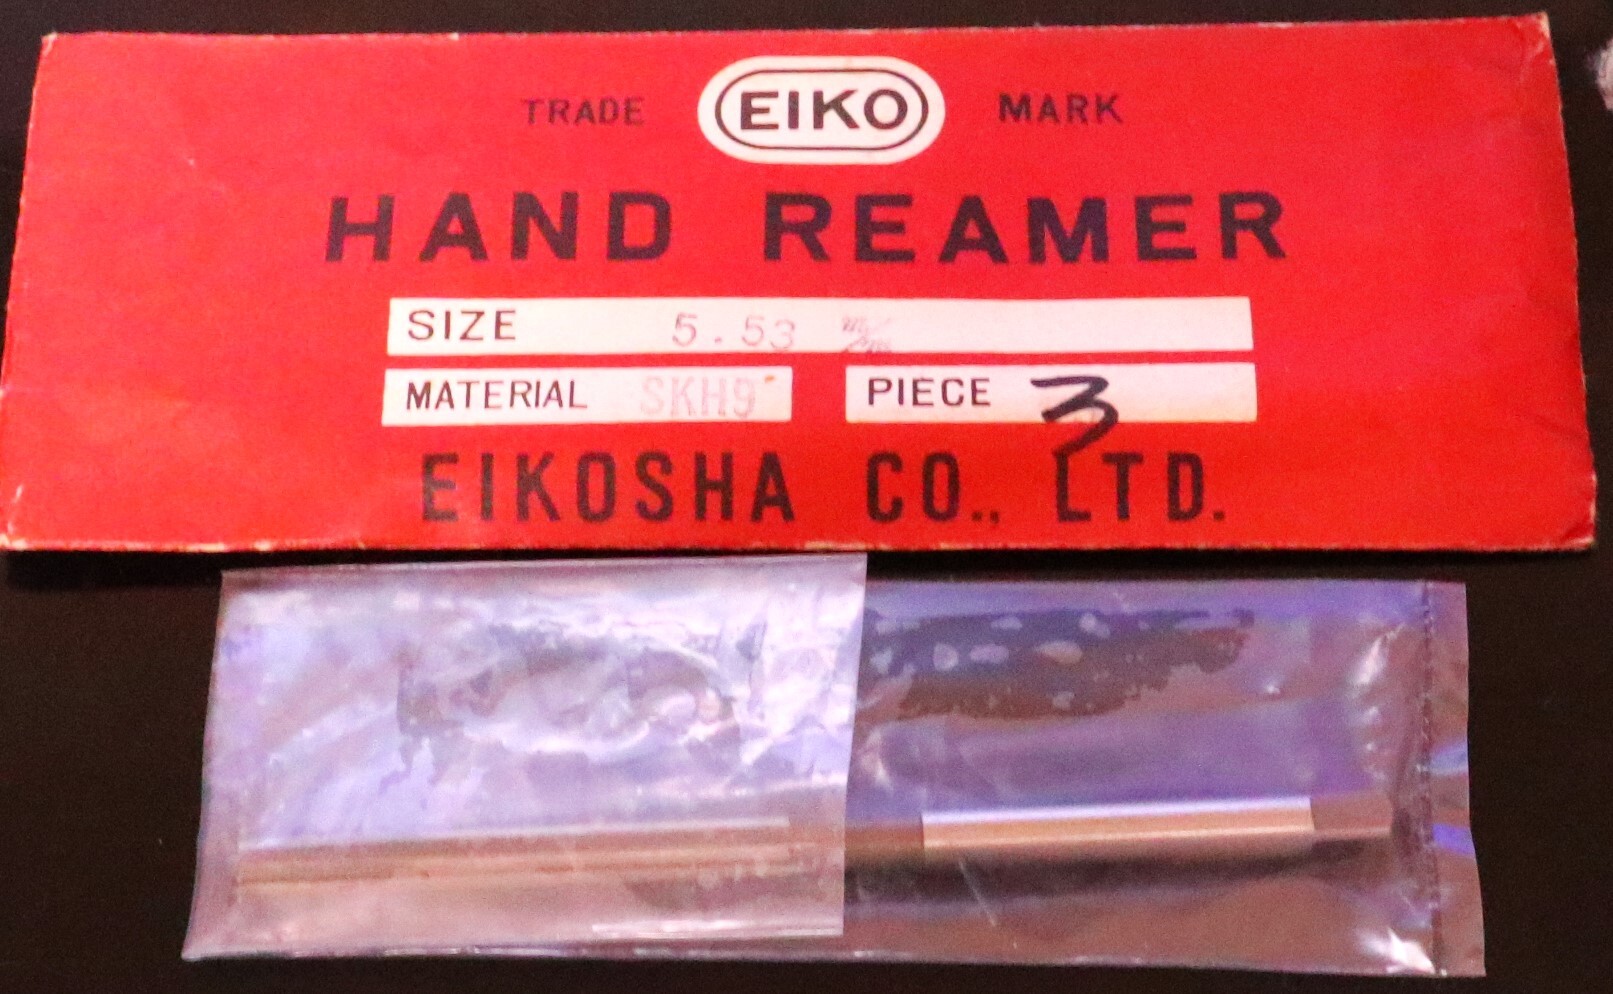 TRADE EIKO MARK
HAND REAMER
SIZE 5.53 m/m
MATERIAL SKH9 PIECE 3
EIKOSHA CO., LTD.